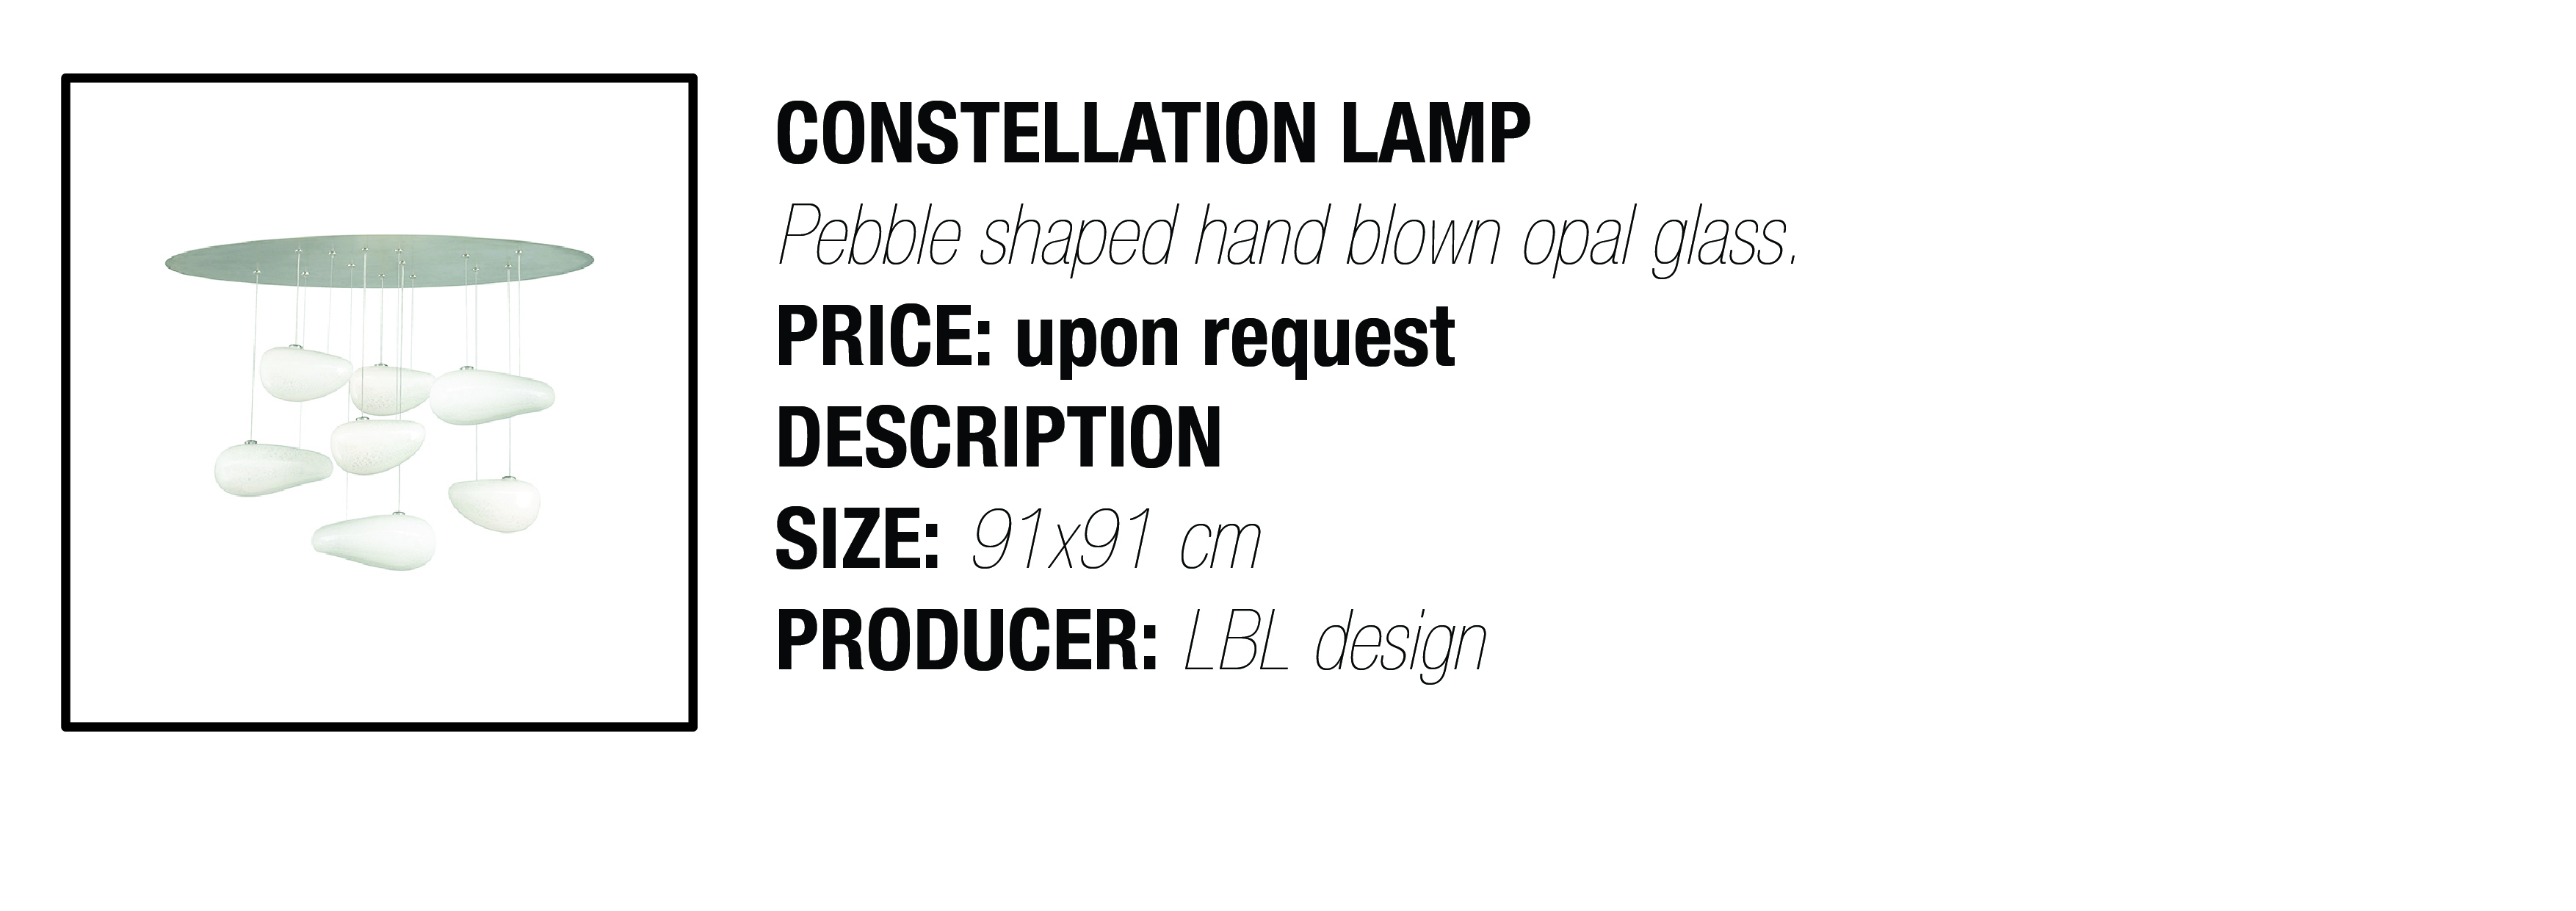 CONSTELLATION LAMP
Pebble shaped hand blown opal glass.
PRICE: upon request
DESCRIPTION
SIZE: 91x91 cm
PRODUCER: LBL design